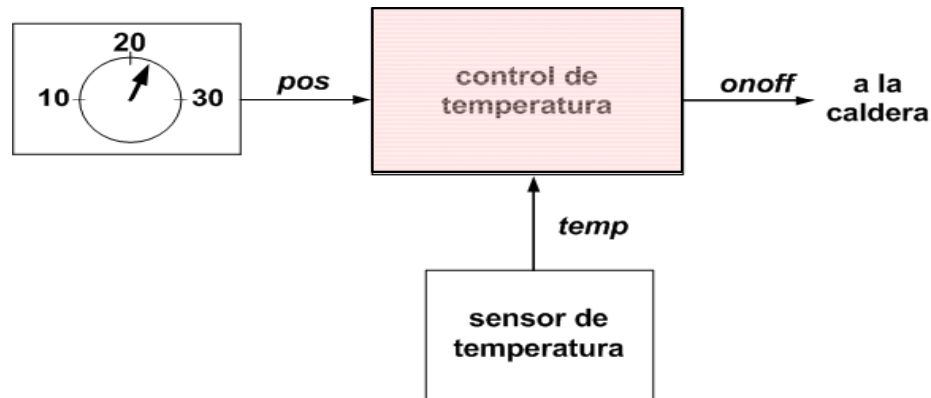 20
10
30
pos
control de
temperatura
onoff
a la
caldera
temp
sensor de
temperatura